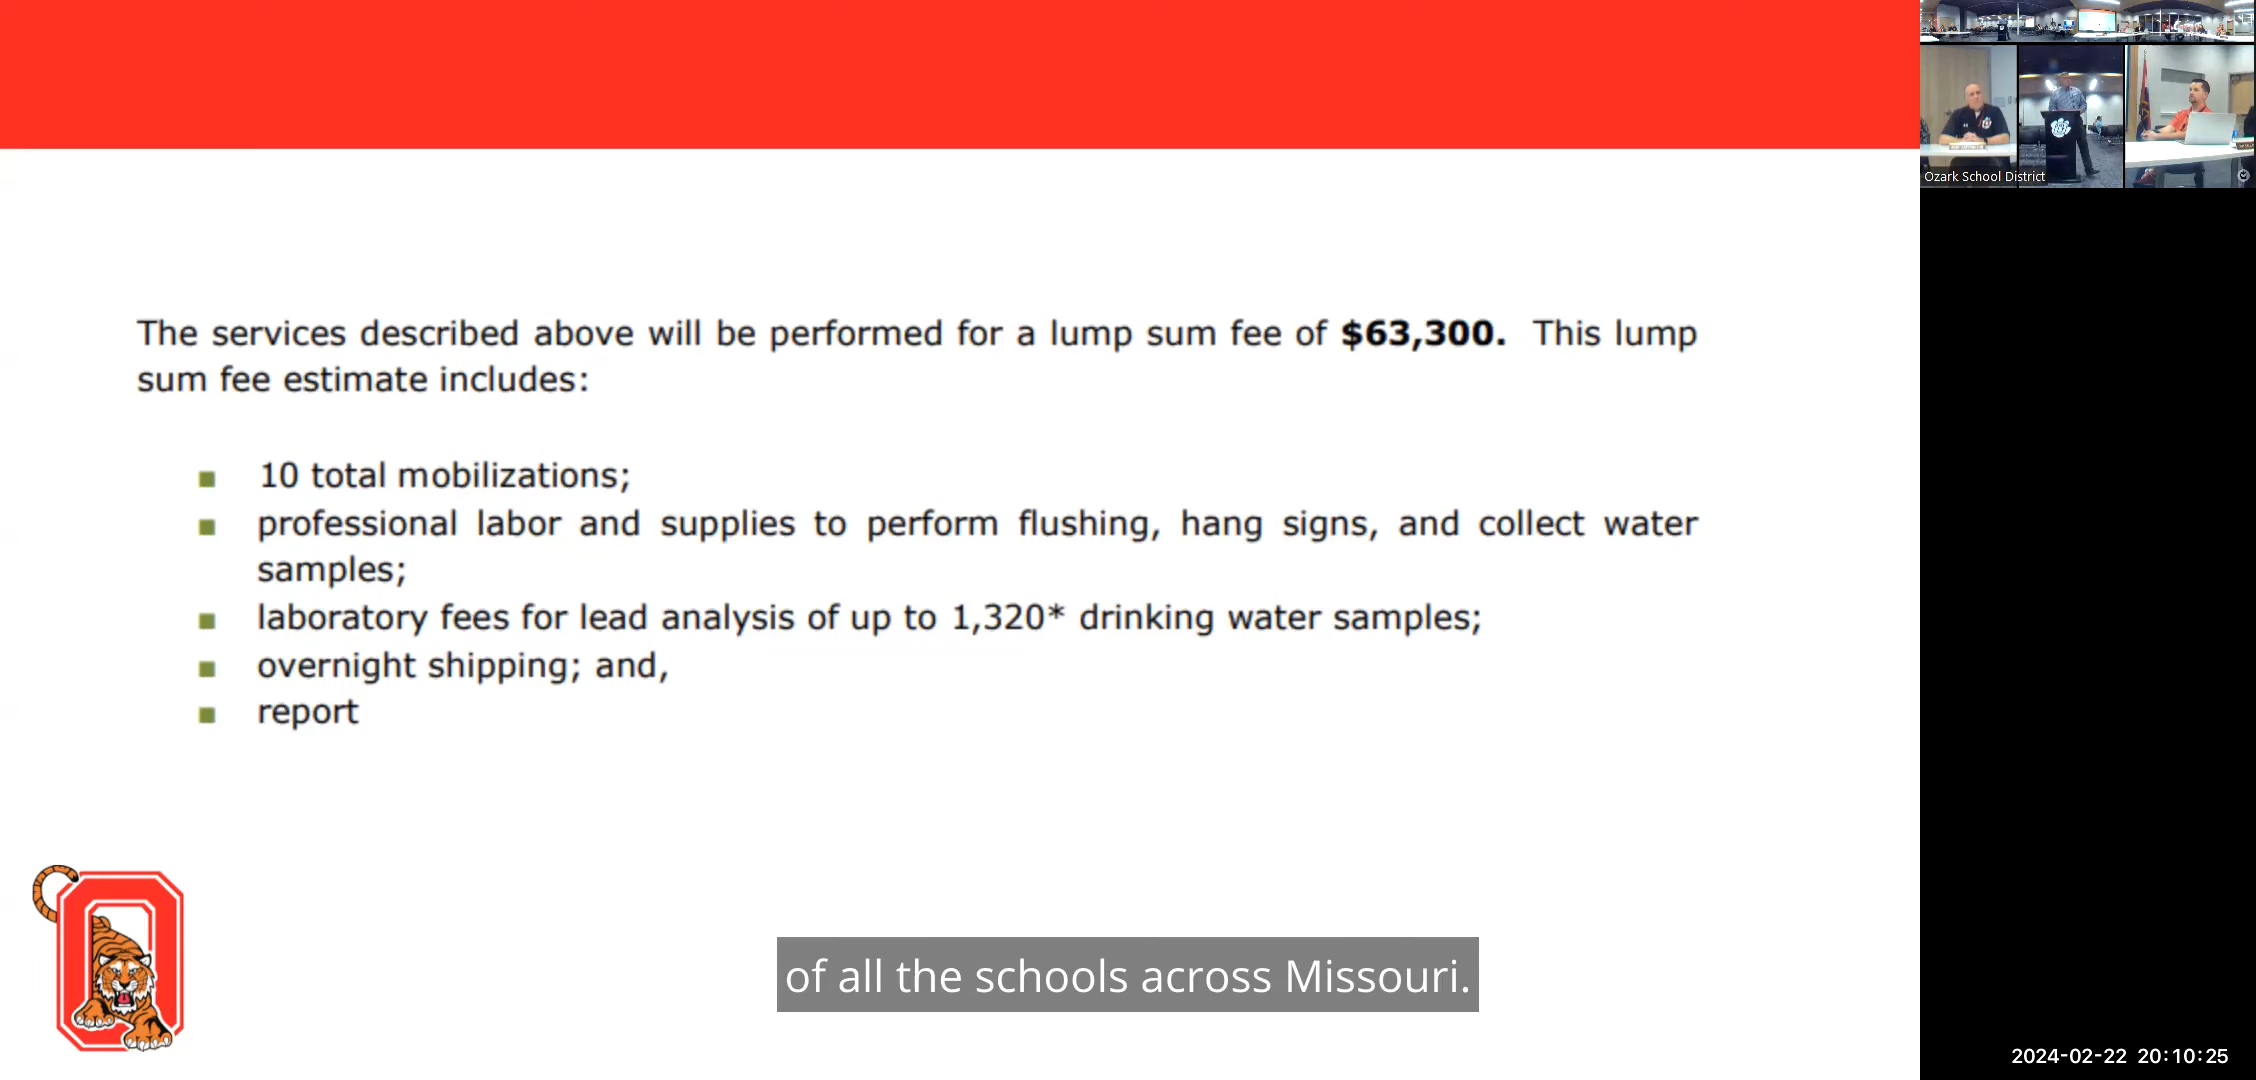 The services described above will be performed for a lump sum fee of $63,300. This lump
sum fee estimate includes:
10 total mobilizations;
professional labor and supplies to perform flushing, hang signs, and collect water
samples;
laboratory fees for lead analysis of up to 1,320* drinking water samples;
overnight shipping; and,
report
of all the schools across Missouri.
Ozark School District
2024-02-22 20:10:25